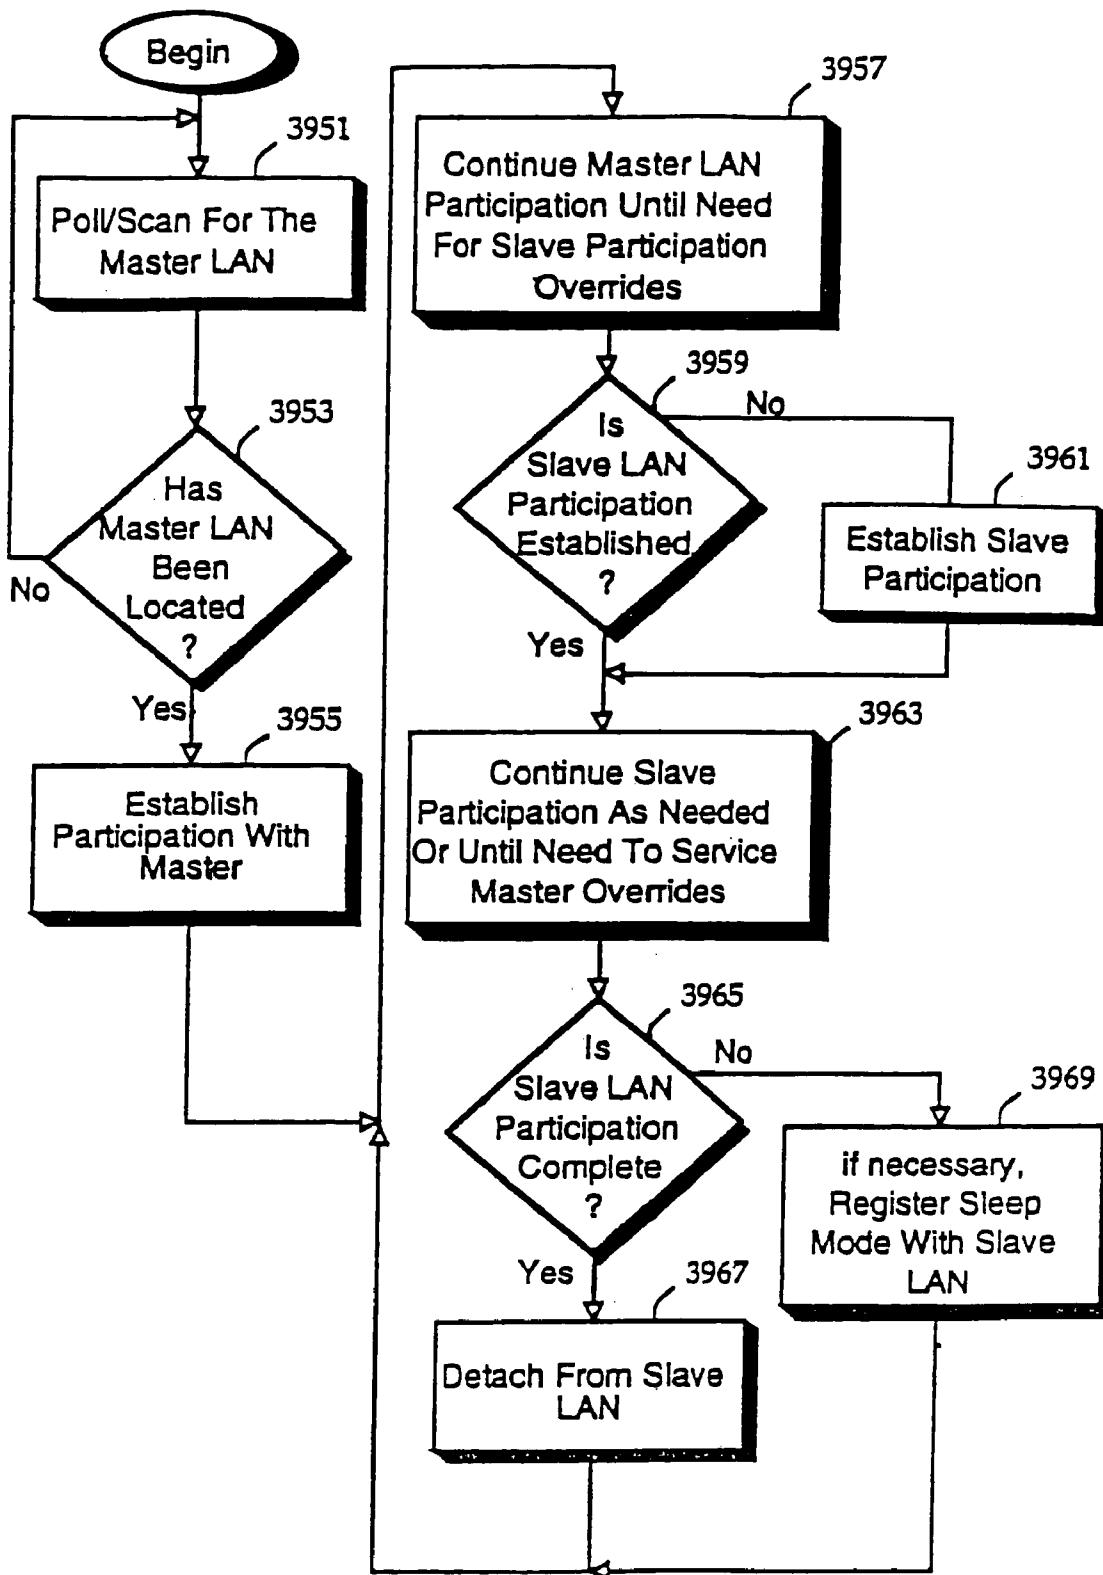 Begin
3951
Poll/Scan For The
Master LAN
3953
Has
Master LAN
Been
Located
?
No
Yes
3955
Establish
Participation With
Master
3957
Continue Master LAN
Participation Until Need
For Slave Participation
Overrides
3959
Is
Slave LAN
Participation
Established
?
No
3961
Establish Slave
Participation
Yes
3963
Continue Slave
Participation As Needed
Or Until Need To Service
Master Overrides
3965
Is
Slave LAN
Participation
Complete
?
No
3969
if necessary,
Register Sleep
Mode With Slave
LAN
Yes
3967
Detach From Slave
LAN